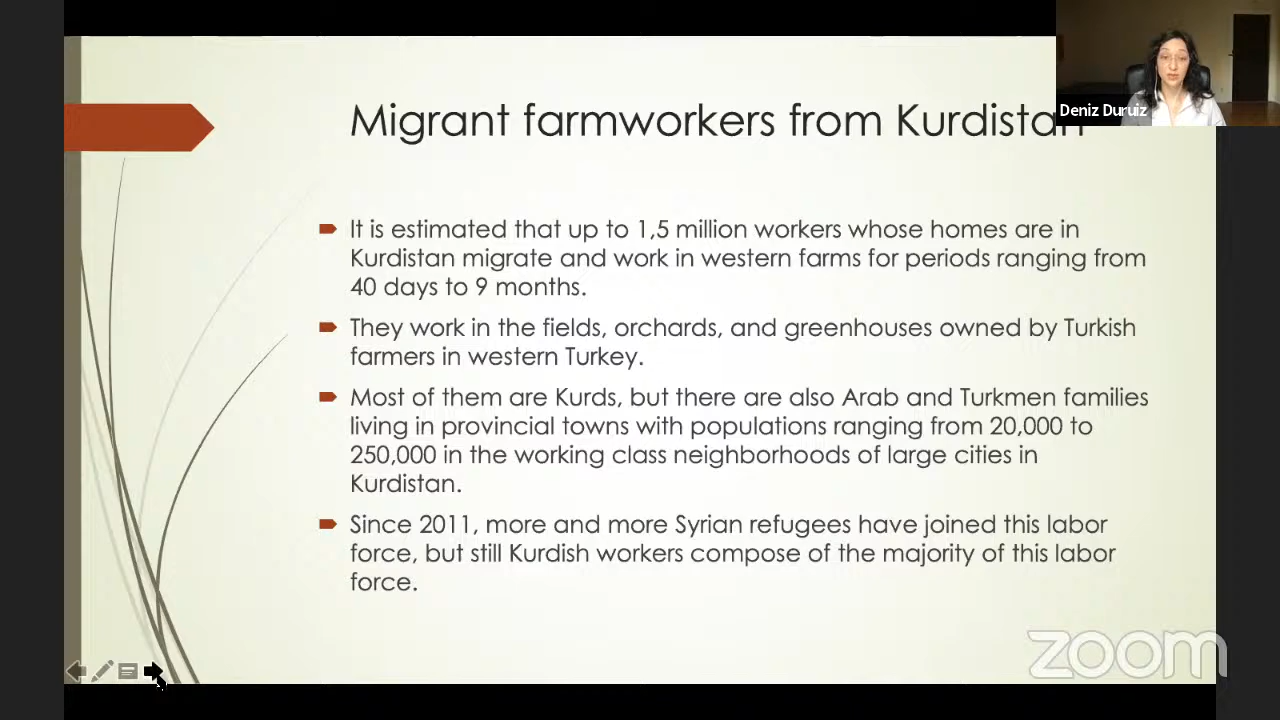 Migrant farmworkers from Kurdistan
Deniz Duruiz
It is estimated that up to 1,5 million workers whose homes are in
Kurdistan migrate and work in western farms for periods ranging from
40 days to 9 months.
They work in the fields, orchards, and greenhouses owned by Turkish
farmers in western Turkey.
Most of them are Kurds, but there are also Arab and Turkmen families
living in provincial towns with populations ranging from 20,000 to
250,000 in the working class neighborhoods of large cities in
Kurdistan.
Since 2011, more and more Syrian refugees have joined this labor
force, but still Kurdish workers compose of the majority of this labor
force.
zoom